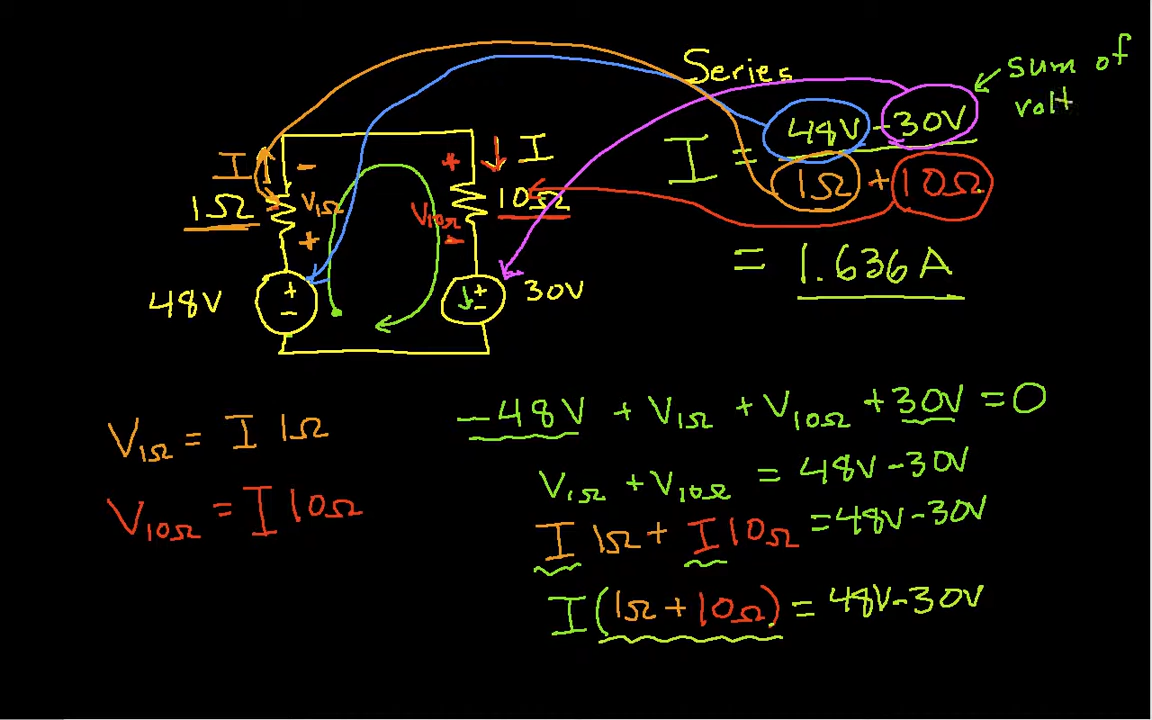 Series
sum of
volt
I = 48V - 30V
1Ω + 10Ω
= 1.636A
I
- + I
1Ω V1Ω V10Ω 10Ω
+ -
48V + - + - 30V
V1Ω = I 1Ω
V10Ω = I 10Ω
-48V + V1Ω + V10Ω + 30V = 0
V1Ω + V10Ω = 48V - 30V
I 1Ω + I 10Ω = 48V - 30V
I (1Ω + 10Ω) = 48V - 30V